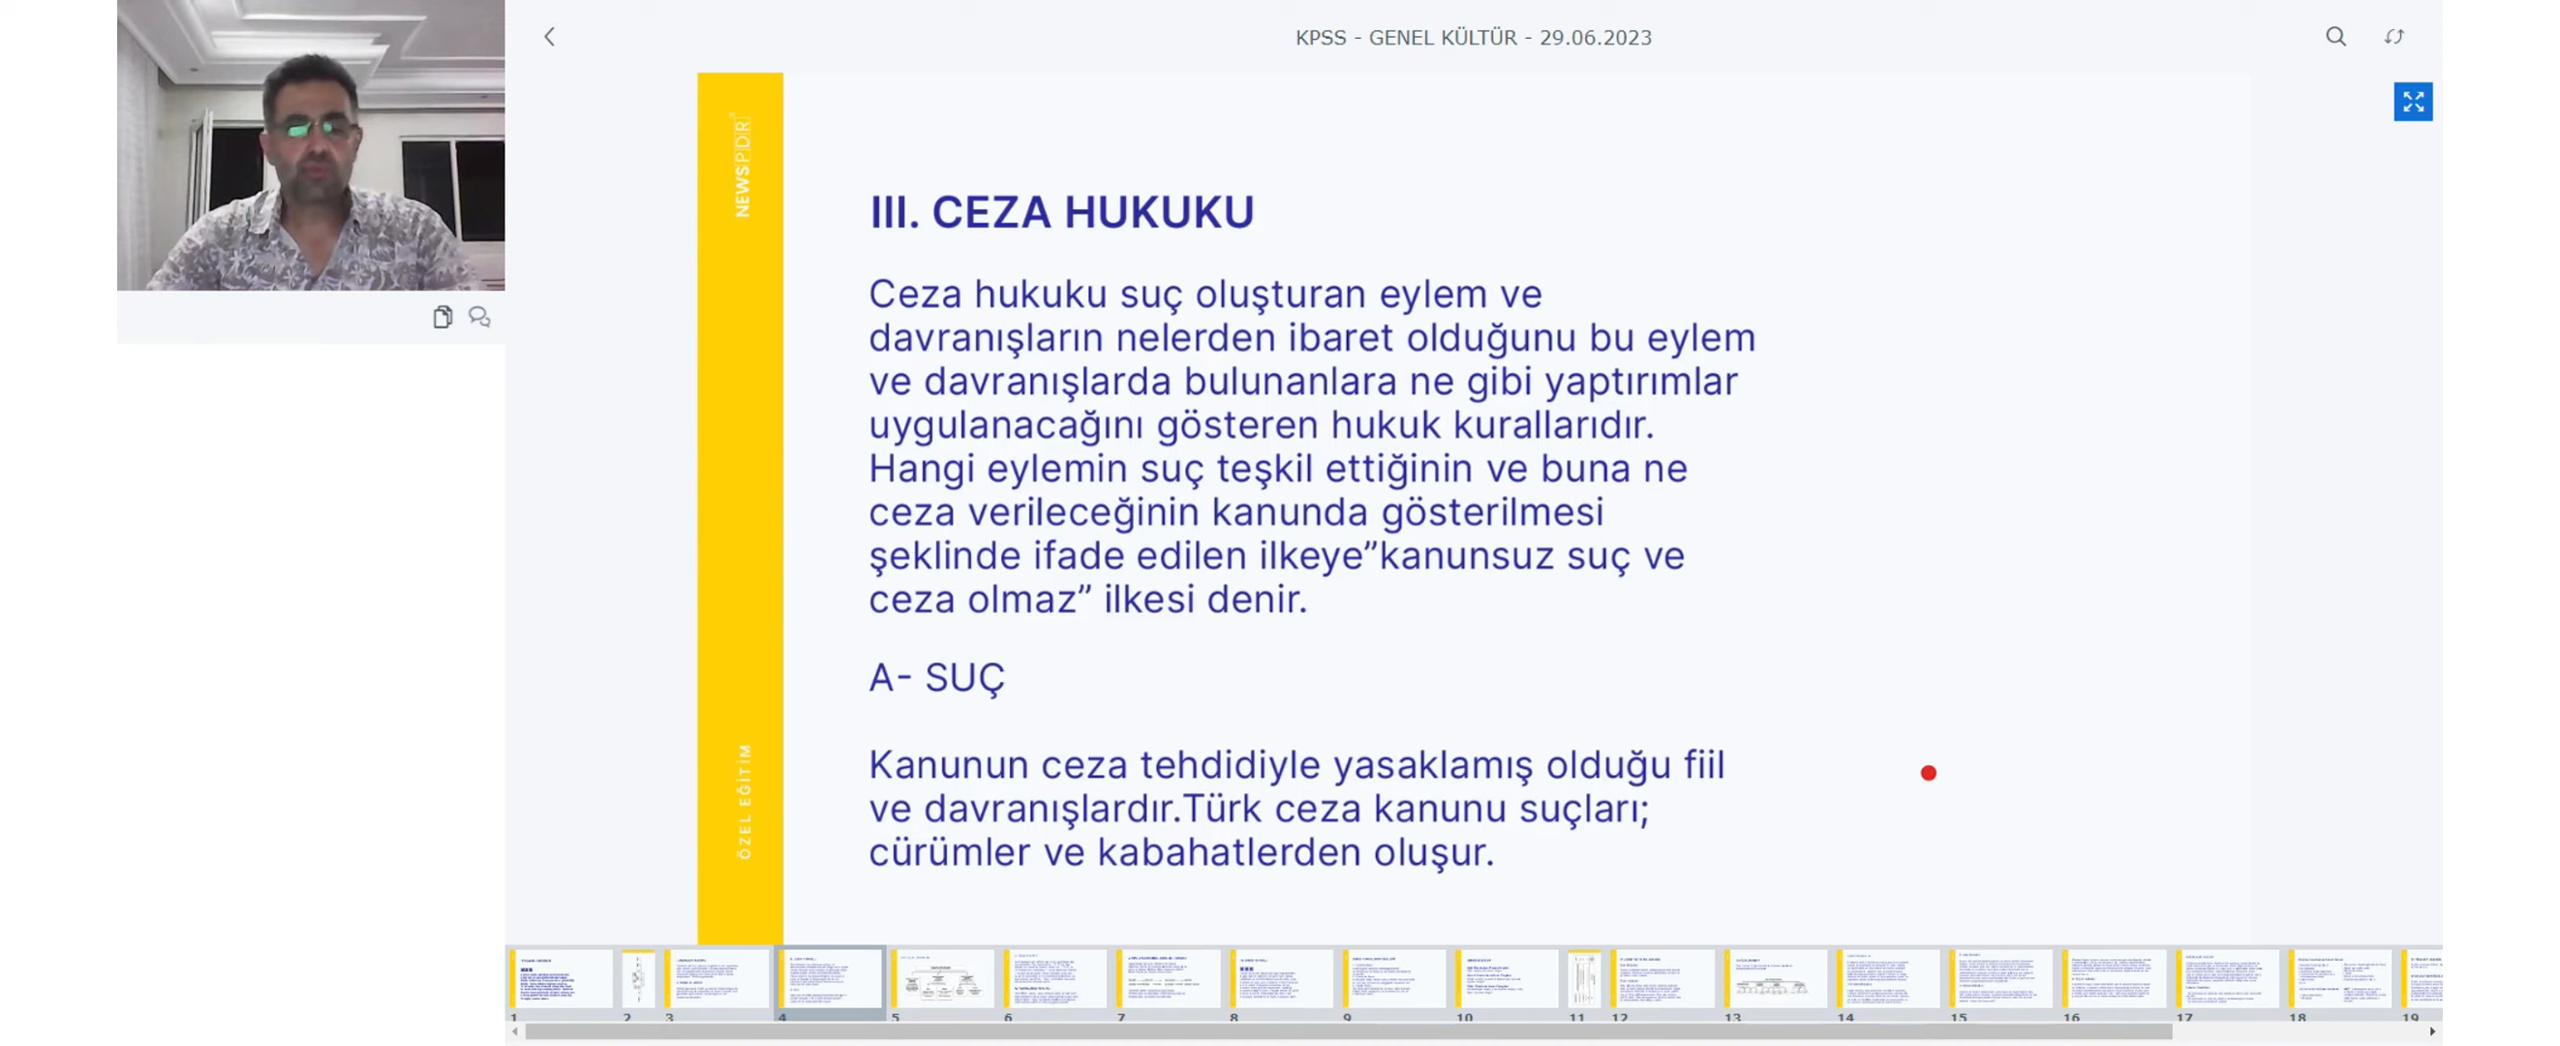 KPSS - GENEL KÜLTÜR - 29.06.2023
NEWSPDR
ÖZEL EĞİTİM
III. CEZA HUKUKU
Ceza hukuku suç oluşturan eylem ve
davranışların nelerden ibaret olduğunu bu eylem
ve davranışlarda bulunanlara ne gibi yaptırımlar
uygulanacağını gösteren hukuk kurallarıdır.
Hangi eylemin suç teşkil ettiğinin ve buna ne
ceza verileceğinin kanunda gösterilmesi
şeklinde ifade edilen ilkeye”kanunsuz suç ve
ceza olmaz” ilkesi denir.
A- SUÇ
Kanunun ceza tehdidiyle yasaklamış olduğu fiil
ve davranışlardır.Türk ceza kanunu suçları;
cürümler ve kabahatlerden oluşur.
1 2 3 4 5 6 7 8 9 10 11 12 13 14 15 16 17 18 19